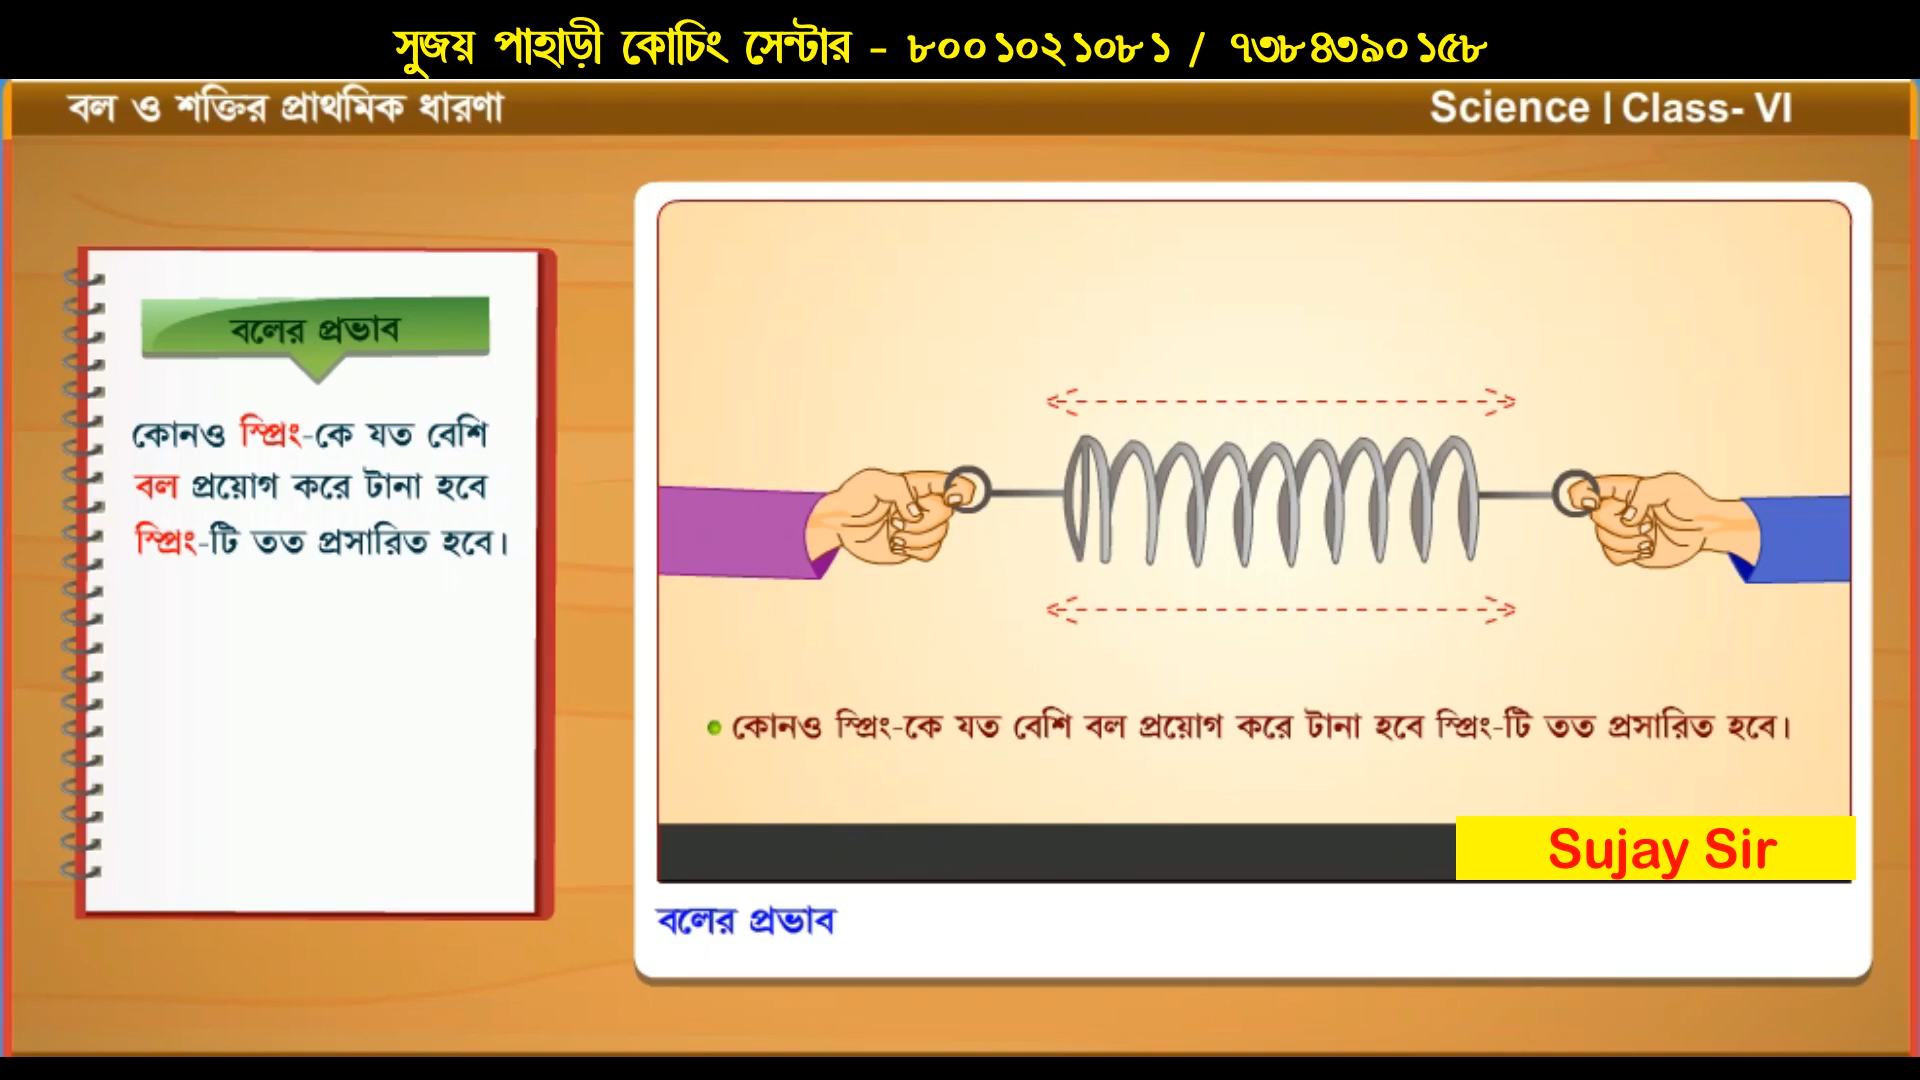 সুজয় পাহাড়ী কোচিং সেন্টার - ৮০০১০২১০৮১ / ৭৩৮৪৩৯০১৫৮
বল ও শক্তির প্রাথমিক ধারণা
Science | Class- VI
বলের প্রভাব
কোনও স্প্রিং-কে যত বেশি
বল প্রয়োগ করে টানা হবে
স্প্রিং-টি তত প্রসারিত হবে।
কোনও স্প্রিং-কে যত বেশি বল প্রয়োগ করে টানা হবে স্প্রিং-টি তত প্রসারিত হবে।
Sujay Sir
বলের প্রভাব